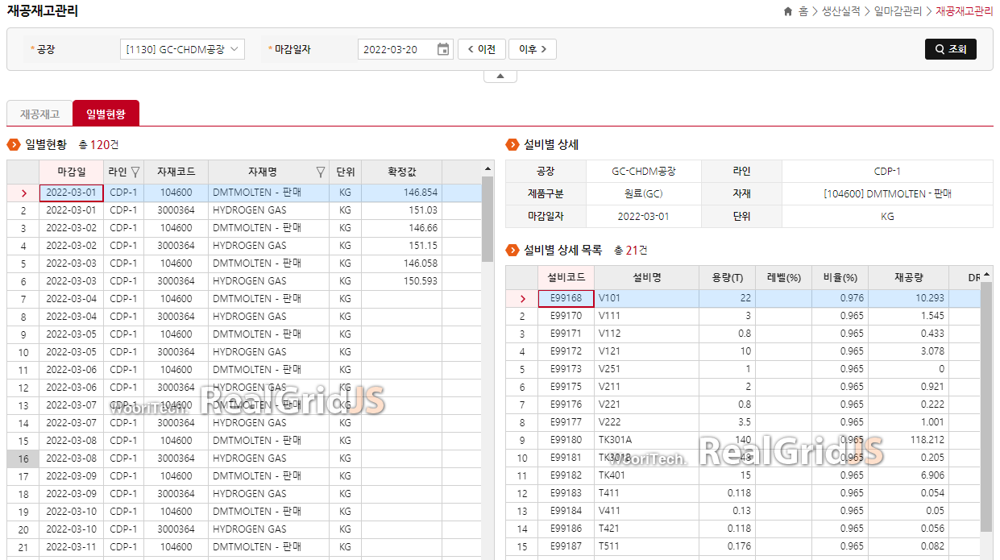 재공재고관리
홈 > 생산실적 > 일마감관리 > 재공재고관리
* 공장 [1130] GC-CHDM공장 * 마감일자 2022-03-20 이전 이후 조회
재공재고 일별현황
일별현황 총 120건
마감일 라인 자재코드 자재명 단위 확정값
2022-03-01 CDP-1 104600 DMTMOLTEN - 판매 KG 146.854
2 2022-03-01 CDP-1 3000364 HYDROGEN GAS KG 151.03
3 2022-03-02 CDP-1 104600 DMTMOLTEN - 판매 KG 146.66
4 2022-03-02 CDP-1 3000364 HYDROGEN GAS KG 151.15
5 2022-03-03 CDP-1 104600 DMTMOLTEN - 판매 KG 146.058
6 2022-03-03 CDP-1 3000364 HYDROGEN GAS KG 150.593
7 2022-03-04 CDP-1 104600 DMTMOLTEN - 판매 KG
8 2022-03-04 CDP-1 3000364 HYDROGEN GAS KG
9 2022-03-05 CDP-1 104600 DMTMOLTEN - 판매 KG
10 2022-03-05 CDP-1 3000364 HYDROGEN GAS KG
11 2022-03-06 CDP-1 104600 DMTMOLTEN - 판매 KG
12 2022-03-06 CDP-1 3000364 HYDROGEN GAS KG
13 2022-03-07 CDP-1 104600 DMTMOLTEN - 판매 KG
WooriTech. RealGridJS
14 2022-03-07 CDP-1 3000364 HYDROGEN GAS KG
15 2022-03-08 CDP-1 104600 DMTMOLTEN - 판매 KG
16 2022-03-08 CDP-1 3000364 HYDROGEN GAS KG
17 2022-03-09 CDP-1 104600 DMTMOLTEN - 판매 KG
18 2022-03-09 CDP-1 3000364 HYDROGEN GAS KG
19 2022-03-10 CDP-1 104600 DMTMOLTEN - 판매 KG
20 2022-03-10 CDP-1 3000364 HYDROGEN GAS KG
21 2022-03-11 CDP-1 104600 DMTMOLTEN - 판매 KG
설비별 상세
공장 GC-CHDM공장 라인 CDP-1
제품구분 원료(GC) 자재 [104600] DMTMOLTEN - 판매
마감일자 2022-03-01 단위 KG
설비별 상세 목록 총 21건
설비코드 설비명 용량(T) 레벨(%) 비율(%) 재공량 DR
E99168 V101 22 0.976 10.293
2 E99170 V111 3 0.965 1.545
3 E99171 V112 0.8 0.965 0.433
4 E99172 V121 10 0.965 3.078
5 E99173 V251 1 0.965 0
6 E99175 V211 2 0.965 0.921
7 E99176 V221 0.8 0.965 0.222
8 E99177 V222 3.5 0.965 1.001
9 E99180 TK301A 140 0.965 118.212
10 E99181 TK301B 48 0.965 0.205
WooriTech. RealGridJS
11 E99182 TK401 15 0.965 6.906
12 E99183 T411 0.118 0.965 0.054
13 E99184 V411 0.13 0.965 0.05
14 E99186 T421 0.118 0.965 0.056
15 E99187 T511 0.176 0.965 0.082